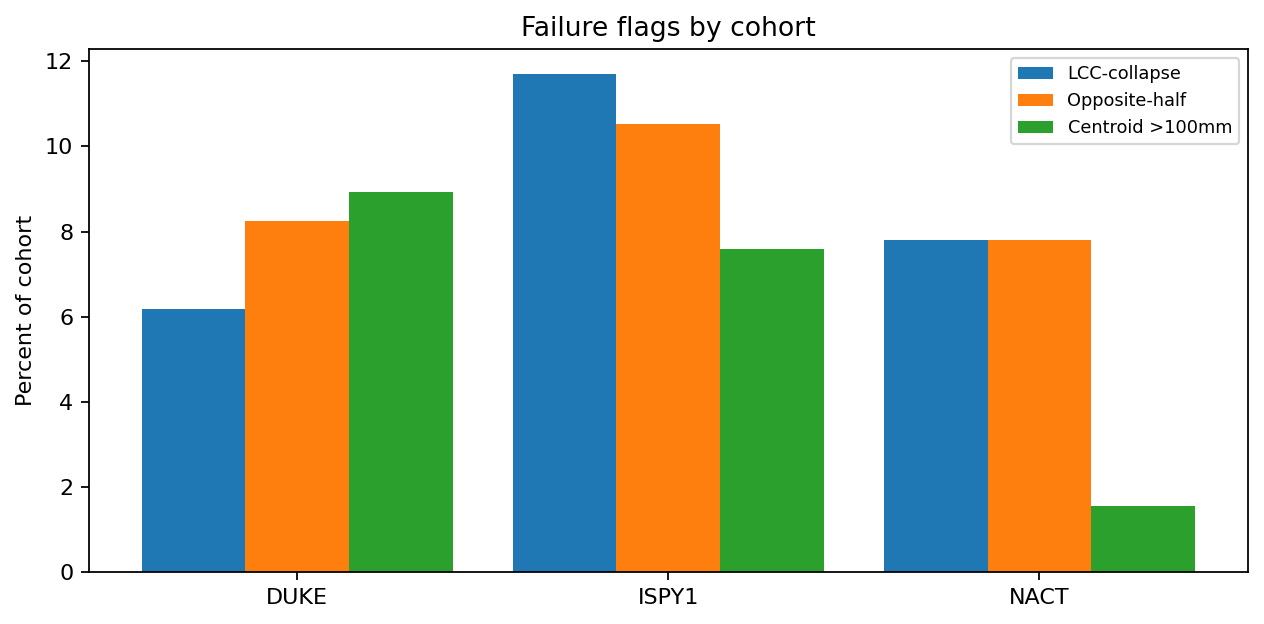 Failure flags by cohort
LCC-collapse
Opposite-half
Centroid >100mm
Percent of cohort
12
10
8
6
4
2
0
DUKE
ISPY1
NACT